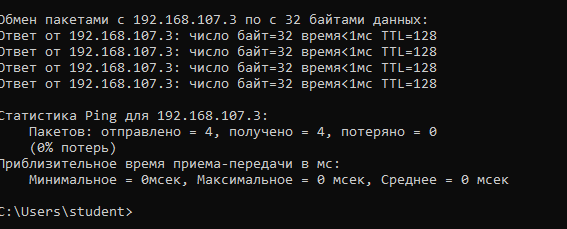 Обмен пакетами с 192.168.107.3 по с 32 байтами данных:
Ответ от 192.168.107.3: число байт=32 время<1мс TTL=128
Ответ от 192.168.107.3: число байт=32 время<1мс TTL=128
Ответ от 192.168.107.3: число байт=32 время<1мс TTL=128
Ответ от 192.168.107.3: число байт=32 время<1мс TTL=128
Статистика Ping для 192.168.107.3:
Пакетов: отправлено = 4, получено = 4, потеряно = 0
(0% потерь)
Приблизительное время приема-передачи в мс:
Минимальное = 0мсек, Максимальное = 0 мсек, Среднее = 0 мсек
C:\Users\student>